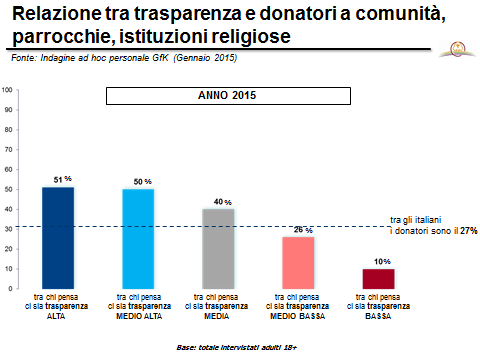 Relazione tra trasparenza e donatori a comunità,
parrocchie, istituzioni religiose
Fonte: Indagine ad hoc personale GfK (Gennaio 2015)
ANNO 2015
100
90
80
70
60
50
40
30
20
10
0
51 %
50 %
40 %
26 %
10%
tra gli italiani
i donatori sono il 27%
tra chi pensa
ci sia trasparenza
ALTA
tra chi pensa
ci sia trasparenza
MEDIO ALTA
tra chi pensa
ci sia trasparenza
MEDIA
tra chi pensa
ci sia trasparenza
MEDIO BASSA
tra chi pensa
ci sia trasparenza
BASSA
Base: totale intervistati adulti 18+